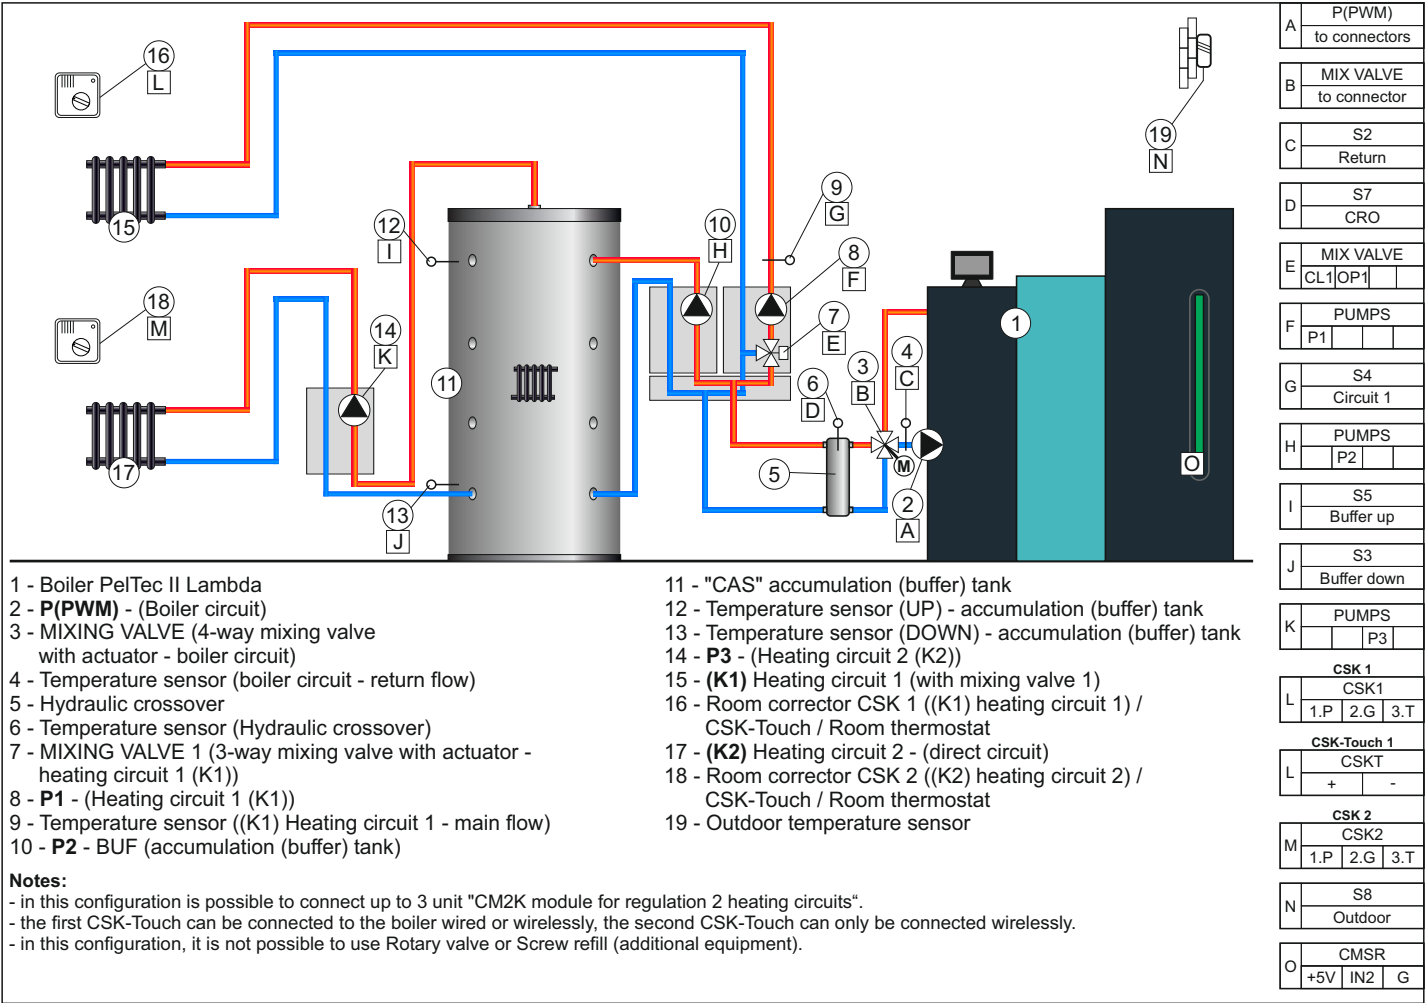 16
L
15
18
M
17
12
I
11
13
J
14
K
10
H
9
G
8
F
7
E
6
D
5
3
B
4
C
M
2
A
1
O
19
N
1 - Boiler PelTec II Lambda
2 - P(PWM) - (Boiler circuit)
3 - MIXING VALVE (4-way mixing valve
with actuator - boiler circuit)
4 - Temperature sensor (boiler circuit - return flow)
5 - Hydraulic crossover
6 - Temperature sensor (Hydraulic crossover)
7 - MIXING VALVE 1 (3-way mixing valve with actuator -
heating circuit 1 (K1))
8 - P1 - (Heating circuit 1 (K1))
9 - Temperature sensor ((K1) Heating circuit 1 - main flow)
10 - P2 - BUF (accumulation (buffer) tank)
11 - "CAS" accumulation (buffer) tank
12 - Temperature sensor (UP) - accumulation (buffer) tank
13 - Temperature sensor (DOWN) - accumulation (buffer) tank
14 - P3 - (Heating circuit 2 (K2))
15 - (K1) Heating circuit 1 (with mixing valve 1)
16 - Room corrector CSK 1 ((K1) heating circuit 1) /
CSK-Touch / Room thermostat
17 - (K2) Heating circuit 2 - (direct circuit)
18 - Room corrector CSK 2 ((K2) heating circuit 2) /
CSK-Touch / Room thermostat
19 - Outdoor temperature sensor
Notes:
- in this configuration is possible to connect up to 3 unit "CM2K module for regulation 2 heating circuits“.
- the first CSK-Touch can be connected to the boiler wired or wirelessly, the second CSK-Touch can only be connected wirelessly.
- in this configuration, it is not possible to use Rotary valve or Screw refill (additional equipment).
A
P(PWM)
to connectors
B
MIX VALVE
to connector
C
S2
Return
D
S7
CRO
E
MIX VALVE
CL1 OP1
F
PUMPS
P1
G
S4
Circuit 1
H
PUMPS
P2
I
S5
Buffer up
J
S3
Buffer down
K
PUMPS
P3
CSK 1
L
CSK1
1.P 2.G 3.T
CSK-Touch 1
L
CSKT
+ -
CSK 2
M
CSK2
1.P 2.G 3.T
N
S8
Outdoor
O
CMSR
+5V IN2 G